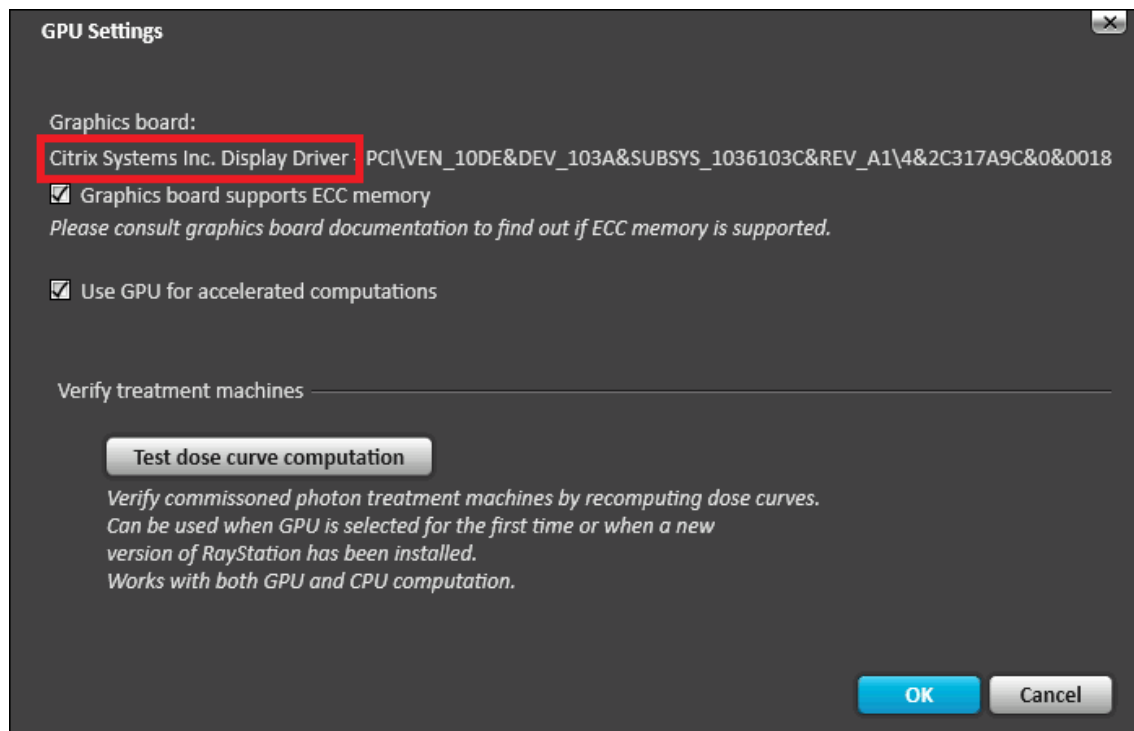 GPU Settings
Graphics board:
Citrix Systems Inc. Display Driver - PCI\VEN_10DE&DEV_103A&SUBSYS_1036103C&REV_A1\4&2C317A9C&0&0018
Graphics board supports ECC memory
Please consult graphics board documentation to find out if ECC memory is supported.
Use GPU for accelerated computations
Verify treatment machines
Test dose curve computation
Verify commissoned photon treatment machines by recomputing dose curves.
Can be used when GPU is selected for the first time or when a new
version of RayStation has been installed.
Works with both GPU and CPU computation.
OK Cancel